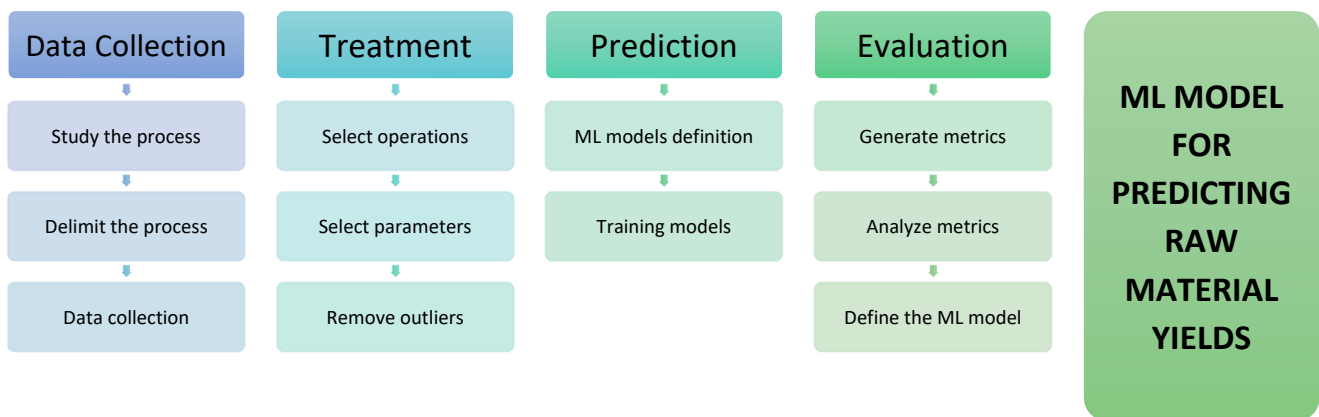 Data Collection
Study the process
Delimit the process
Data collection
Treatment
Select operations
Select parameters
Remove outliers
Prediction
ML models definition
Training models
Evaluation
Generate metrics
Analyze metrics
Define the ML model
ML MODEL
FOR
PREDICTING
RAW
MATERIAL
YIELDS